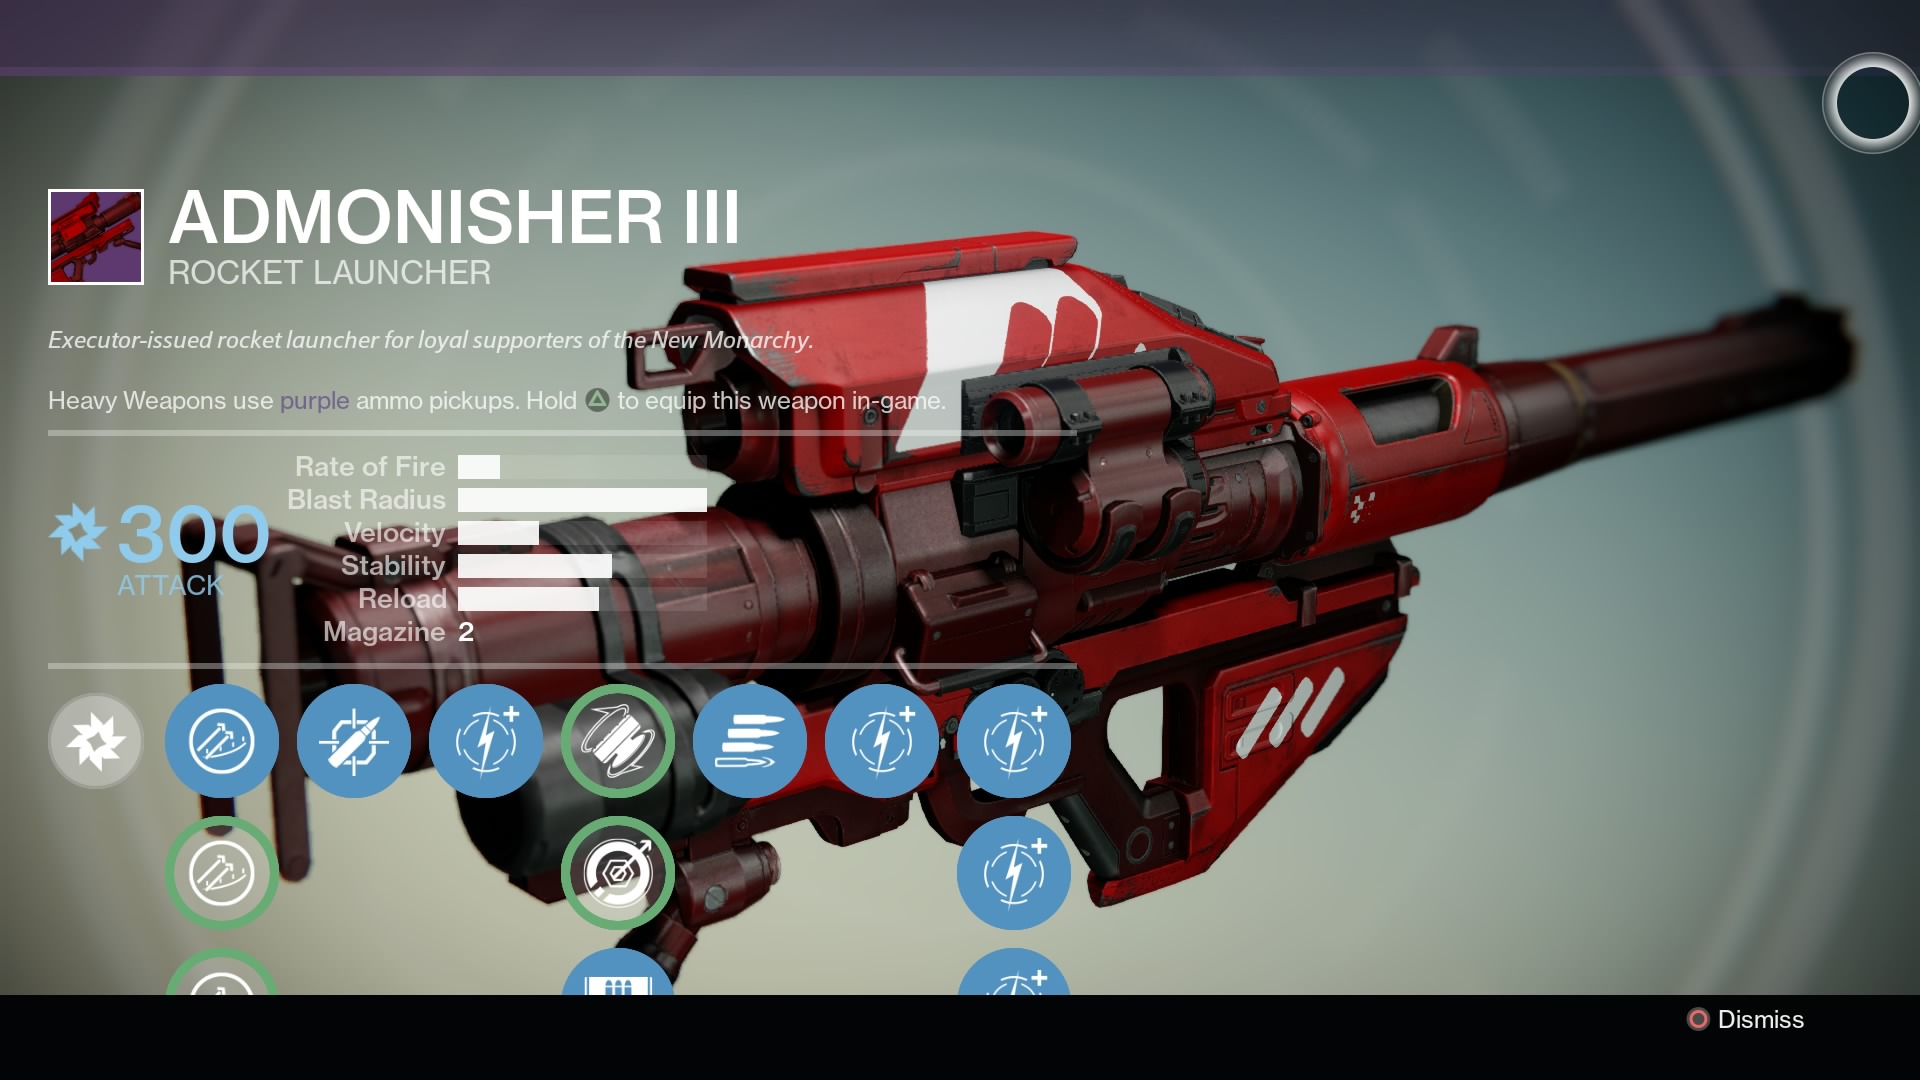 ADMONISHER III
ROCKET LAUNCHER
Executor-issued rocket launcher for loyal supporters of the New Monarchy.
Heavy Weapons use purple ammo pickups. Hold to equip this weapon in-game.
300
ATTACK
Rate of Fire
Blast Radius
Velocity
Stability
Reload
Magazine 2
Dismiss